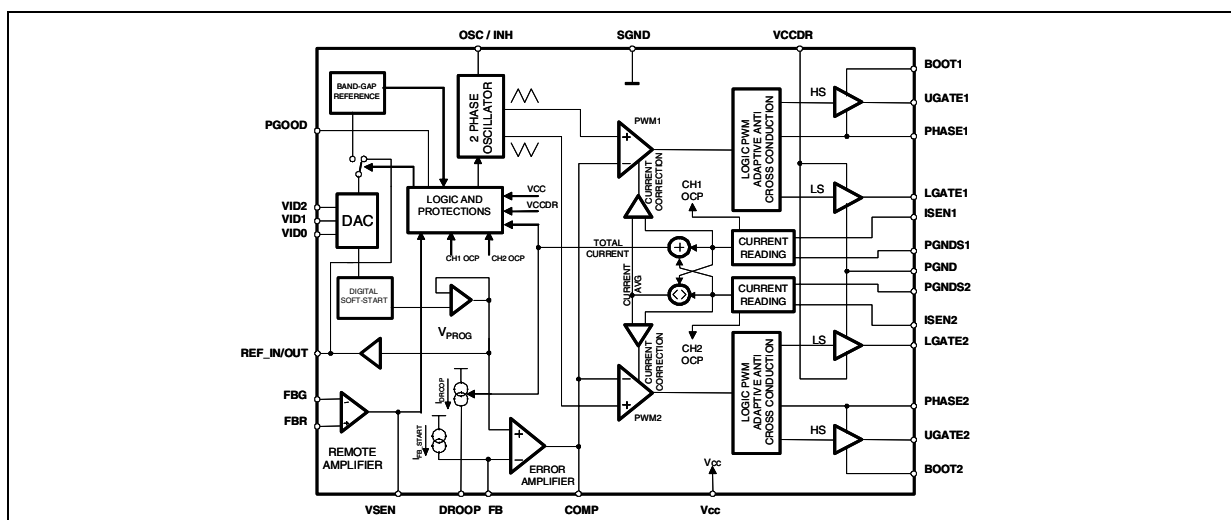 OSC / INH
SGND
VCCDR
BOOT1
HS
UGATE1
PHASE1
BAND-GAP
REFERENCE
PGOOD
2 PHASE
OSCILLATOR
PWM1
+
−
LOGIC PWM
ADAPTIVE ANTI
CROSS CONDUCTION
CURRENT
CORRECTION
CH1
OCP
LS
LGATE1
ISEN1
VCC
VCCDR
LOGIC AND
PROTECTIONS
VID2
VID1
VID0
DAC
CH1 OCP
CH2 OCP
TOTAL
CURRENT
+
CURRENT
READING
PGNDS1
PGND
PGNDS2
DIGITAL
SOFT-START
CURRENT
AVG
< >
CURRENT
READING
ISEN2
VPROG
CH2
OCP
LS
LGATE2
REF_IN/OUT
CURRENT
CORRECTION
IDROOP
−
+
PWM2
LOGIC PWM
ADAPTIVE ANTI
CROSS CONDUCTION
FBG
FBR
-
+
PHASE2
HS
UGATE2
BOOT2
IFB_START
+
−
REMOTE
AMPLIFIER
ERROR
AMPLIFIER
Vcc
VSEN
DROOP
FB
COMP
Vcc